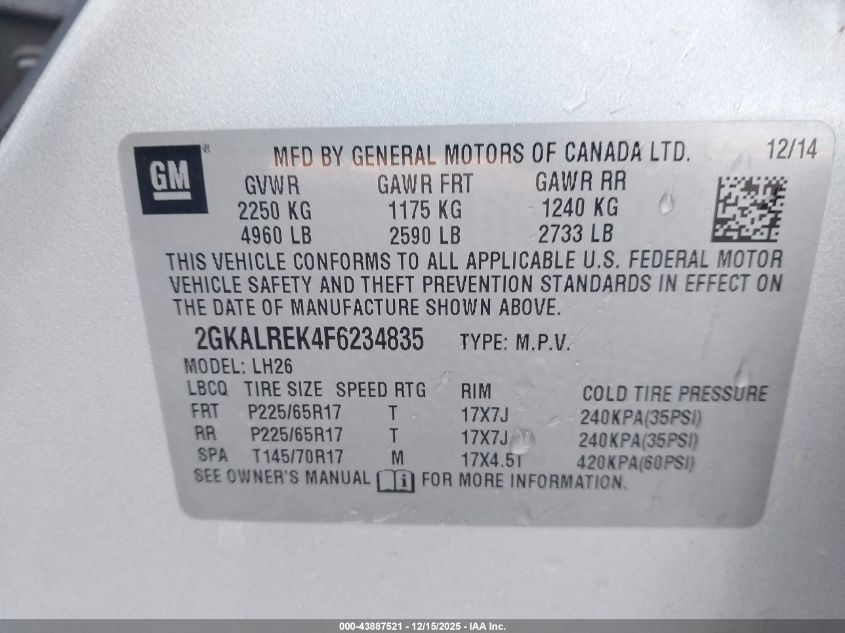 GM ® MFD BY GENERAL MOTORS OF CANADA LTD. 12/14
GVWR GAWR FRT GAWR RR
2250 KG 1175 KG 1240 KG
4960 LB 2590 LB 2733 LB
THIS VEHICLE CONFORMS TO ALL APPLICABLE U.S. FEDERAL MOTOR
VEHICLE SAFETY AND THEFT PREVENTION STANDARDS IN EFFECT ON
THE DATE OF MANUFACTURE SHOWN ABOVE.
2GKALREK4F6234835 TYPE: M.P.V.
MODEL: LH26
LBCQ TIRE SIZE SPEED RTG RIM COLD TIRE PRESSURE
FRT P225/65R17 T 17X7J 240KPA(35PSI)
RR P225/65R17 T 17X7J 240KPA(35PSI)
SPA T145/70R17 M 17X4.5T 420KPA(60PSI)
SEE OWNER'S MANUAL i FOR MORE INFORMATION.
000-43887521 - 12/15/2025 - IAA Inc.